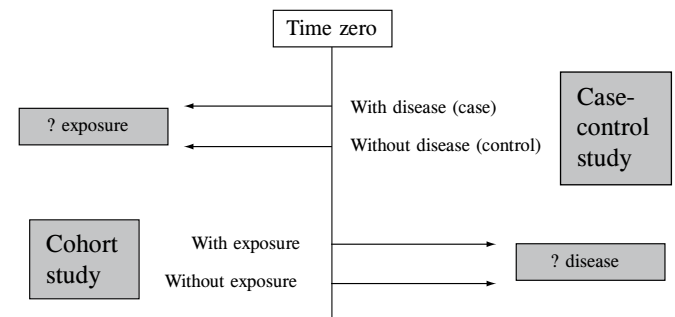 Time zero
With disease (case)
Case-
control
study
? exposure
Without disease (control)
Cohort
study
With exposure
Without exposure
? disease